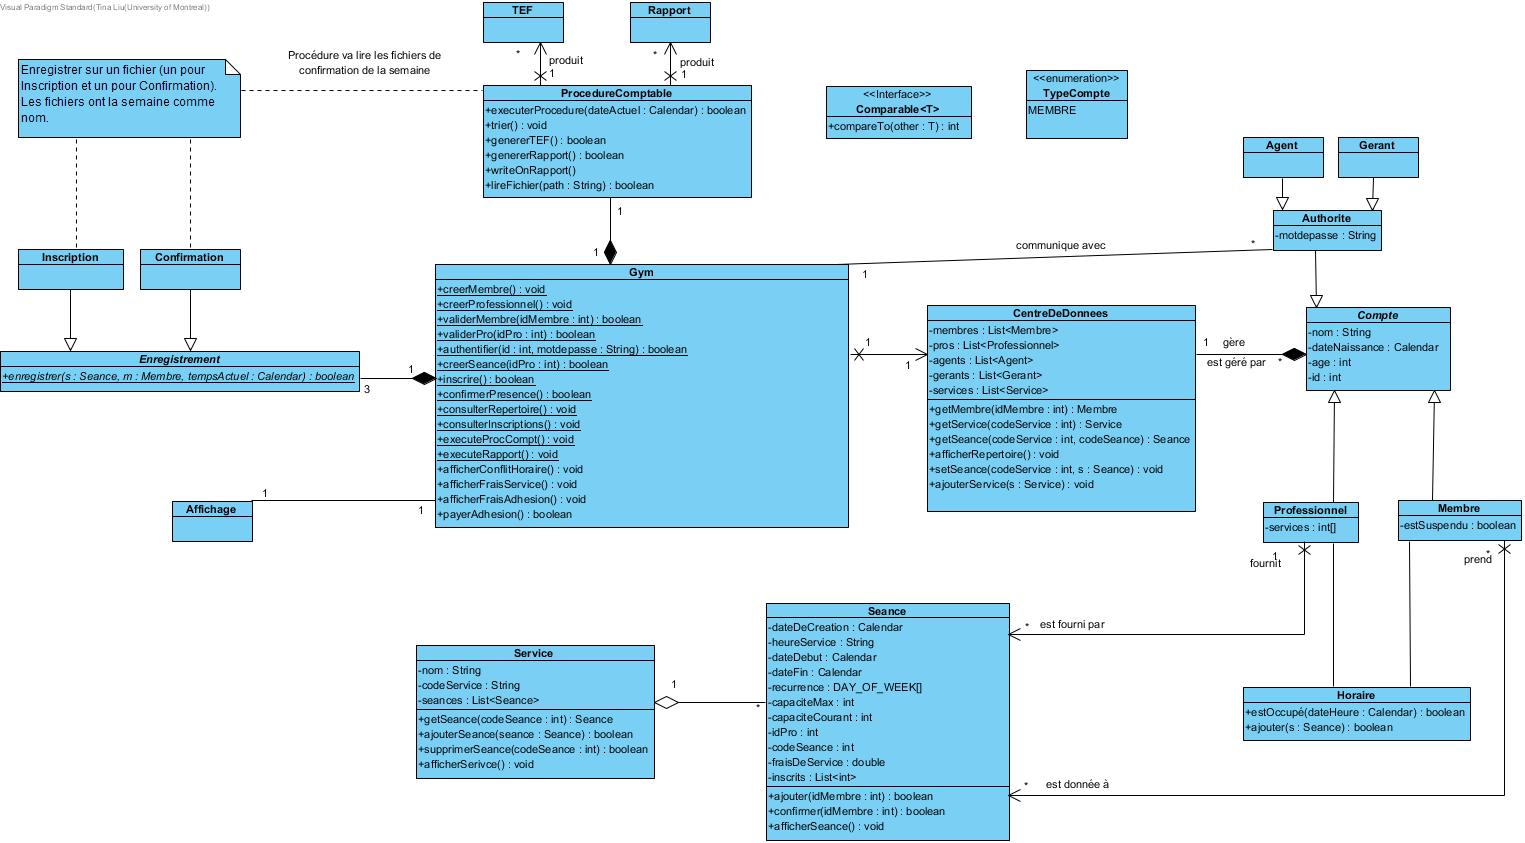 Visual Paradigm Standard(Tina Liu(University of Montreal))
TEF
Rapport
*
produit
1
*
produit
1
Procédure va lire les fichiers de
confirmation de la semaine
Enregistrer sur un fichier (un pour
Inscription et un pour Confirmation).
Les fichiers ont la semaine comme
nom.
ProcedureComptable
+executerProcedure(dateActuel : Calendar) : boolean
+trier() : void
+genererTEF() : boolean
+genererRapport() : boolean
+writeOnRapport()
+lireFichier(path : String) : boolean
<<Interface>>
Comparable<T>
+compareTo(other : T) : int
<<enumeration>>
TypeCompte
MEMBRE
Agent
Gerant
Authorite
-motdepasse : String
1
1
communique avec
*
1
Inscription
Confirmation
Enregistrement
+enregistrer(s : Seance, m : Membre, tempsActuel : Calendar) : boolean
1
3
Gym
+creerMembre() : void
+creerProfessionnel() : void
+validerMembre(idMembre : int) : boolean
+validerPro(idPro : int) : boolean
+authentifier(id : int, motdepasse : String) : boolean
+creerSeance(idPro : int) : boolean
+inscrire() : boolean
+confirmerPresence() : boolean
+consulterRepertoire() : void
+consulterInscriptions() : void
+executeProcCompt() : void
+executeRapport() : void
+afficherConflitHoraire() : void
+afficherFraisService() : void
+afficherFraisAdhesion() : void
+payerAdhesion() : boolean
1
1
CentreDeDonnees
-membres : List<Membre>
-pros : List<Professionnel>
-agents : List<Agent>
-gerants : List<Gerant>
-services : List<Service>
+getMembre(idMembre : int) : Membre
+getService(codeService : int) : Service
+getSeance(codeService : int, codeSeance) : Seance
+afficherRepertoire() : void
+setSeance(codeService : int, s : Seance) : void
+ajouterService(s : Service) : void
1
gère
est géré par
*
Compte
-nom : String
-dateNaissance : Calendar
-age : int
-id : int
Affichage
1
1
Professionnel
-services : int[]
Membre
-estSuspendu : boolean
1
fournit
*
prend
Seance
-dateDeCreation : Calendar
-heureService : String
-dateDebut : Calendar
-dateFin : Calendar
-recurrence : DAY_OF_WEEK[]
-capaciteMax : int
-capaciteCourant : int
-idPro : int
-codeSeance : int
-fraisDeService : double
-inscrits : List<int>
+ajouter(idMembre : int) : boolean
+confirmer(idMembre : int) : boolean
+afficherSeance() : void
*
est fourni par
Service
-nom : String
-codeService : String
-seances : List<Seance>
+getSeance(codeSeance : int) : Seance
+ajouterSeance(seance : Seance) : boolean
+supprimerSeance(codeSeance : int) : boolean
+afficherSerivce() : void
1
*
Horaire
+estOccupé(dateHeure : Calendar) : boolean
+ajouter(s : Seance) : boolean
*
est donnée à